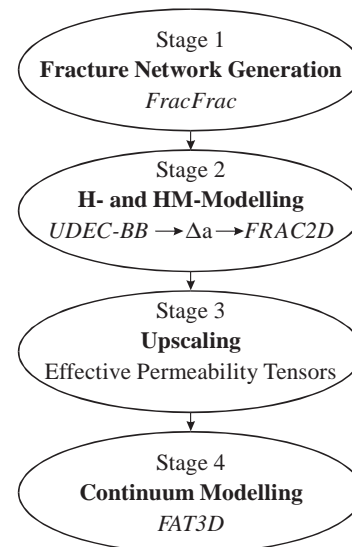 Stage 1
Fracture Network Generation
FracFrac
Stage 2
H- and HM-Modelling
UDEC-BB → Δa → FRAC2D
Stage 3
Upscaling
Effective Permeability Tensors
Stage 4
Continuum Modelling
FAT3D